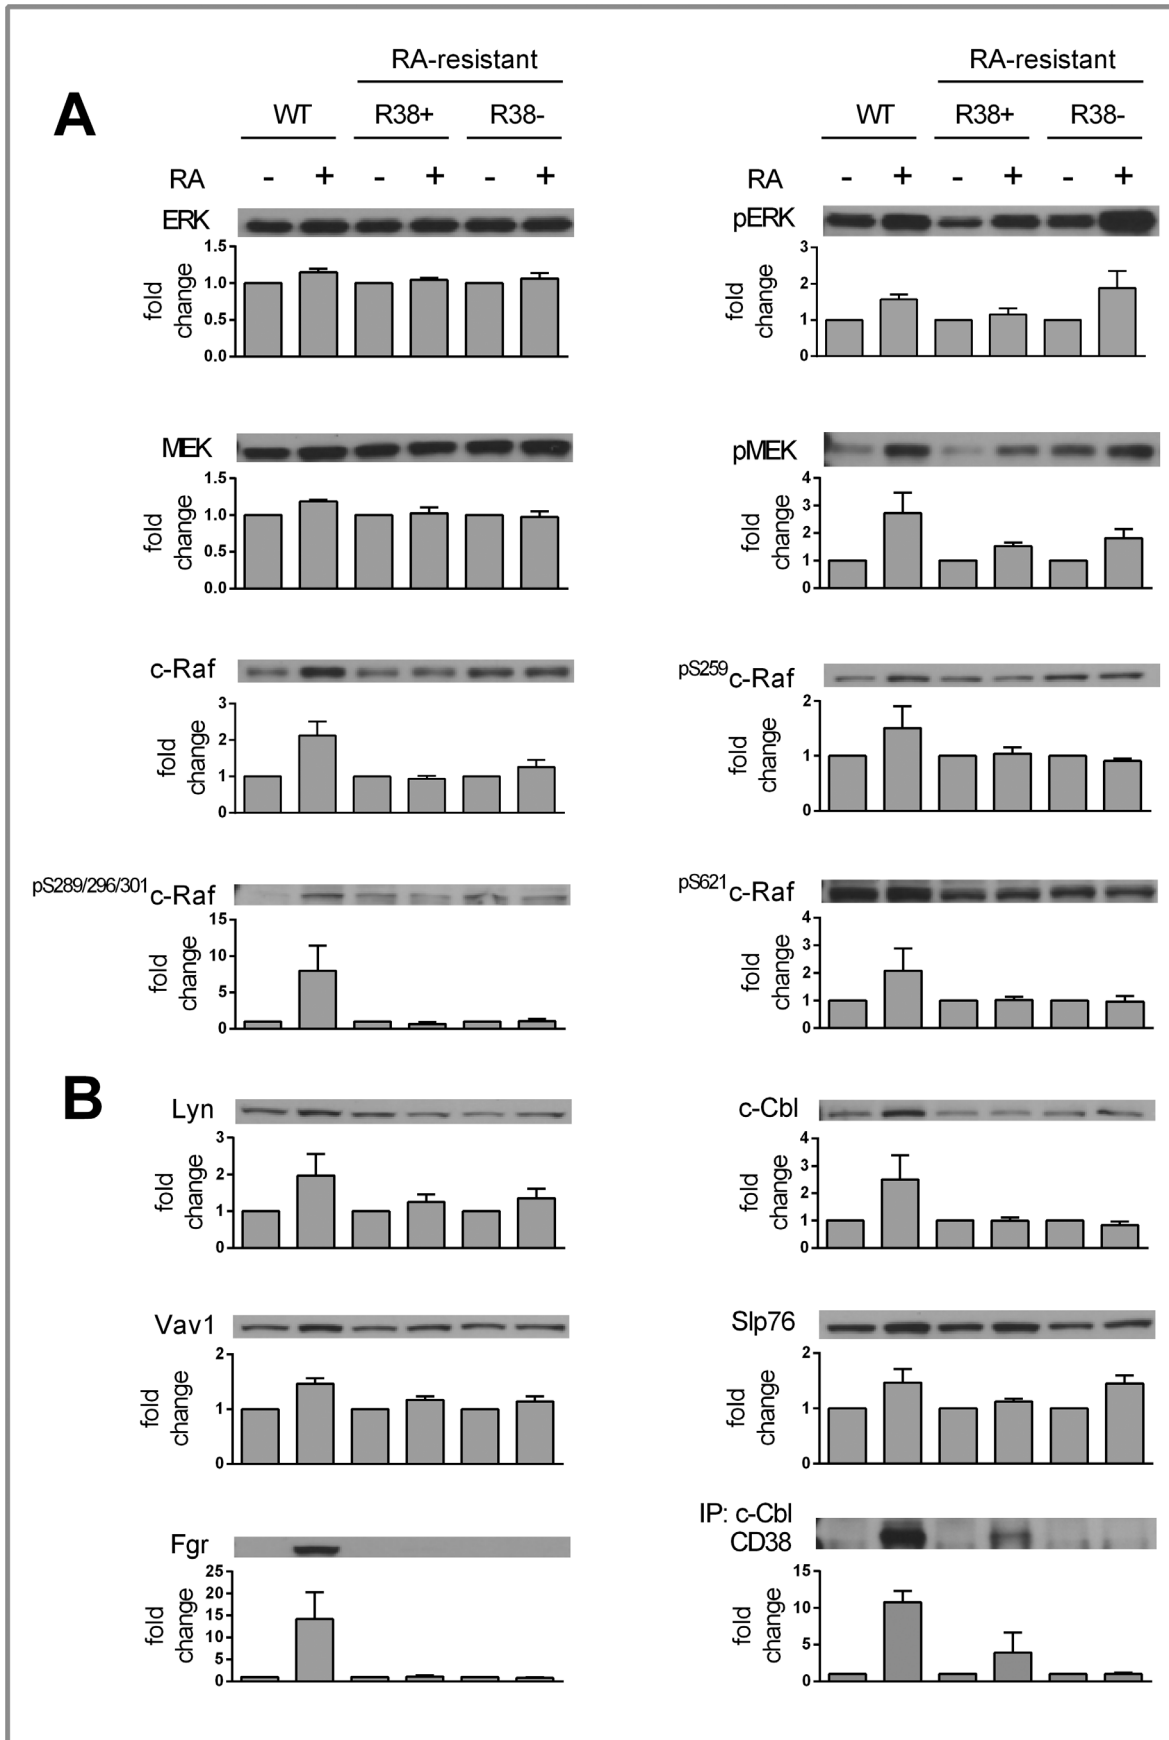 A
RA-resistant
WT R38+ R38-
RA - + - + - +
ERK
fold change
1.5
1.0
0.5
0.0
RA-resistant
WT R38+ R38-
RA - + - + - +
pERK
fold change
3
2
1
0
MEK
fold change
1.5
1.0
0.5
0.0
pMEK
fold change
4
3
2
1
0
c-Raf
fold change
3
2
1
0
pS259 c-Raf
fold change
2
1
0
pS289/296/301 c-Raf
fold change
15
10
5
0
pS621 c-Raf
fold change
4
3
2
1
0
B
Lyn
fold change
3
2
1
0
c-Cbl
fold change
4
3
2
1
0
Vav1
fold change
2
1
0
Slp76
fold change
2
1
0
Fgr
fold change
25
20
15
10
5
0
IP: c-Cbl
CD38
fold change
15
10
5
0